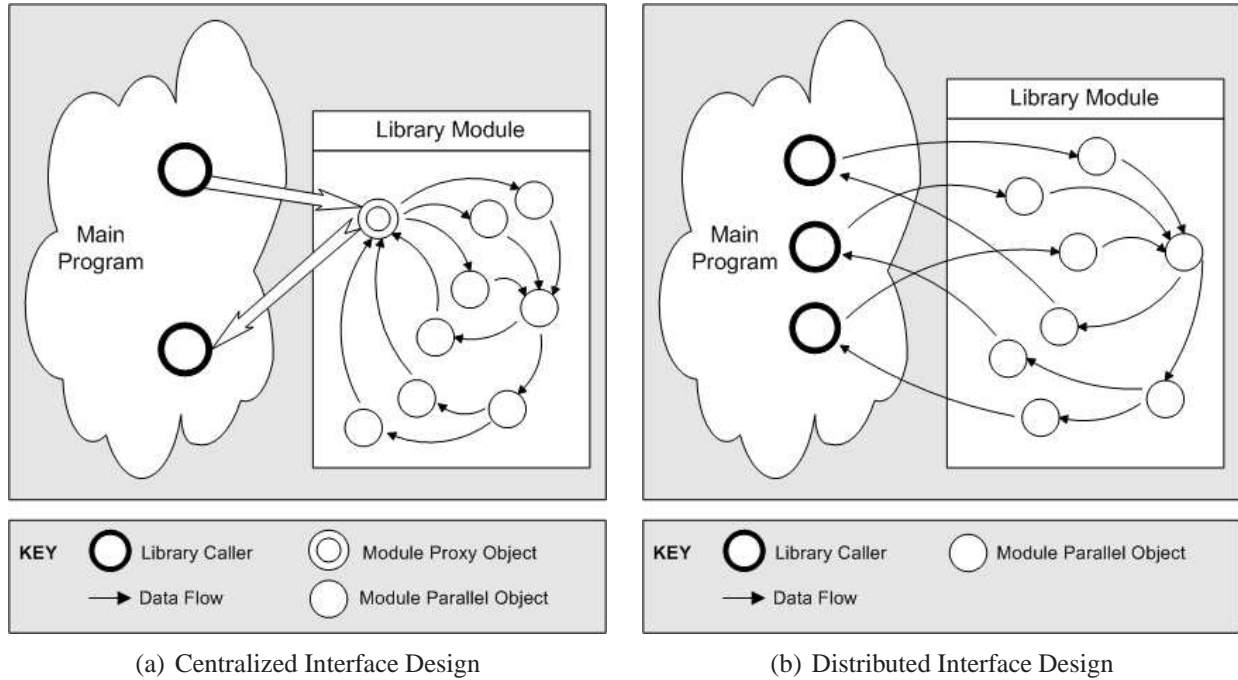 Library Module
Main
Program
KEY
Library Caller
Module Proxy Object
Data Flow
Module Parallel Object
(a) Centralized Interface Design
Library Module
Main
Program
KEY
Library Caller
Module Parallel Object
Data Flow
(b) Distributed Interface Design